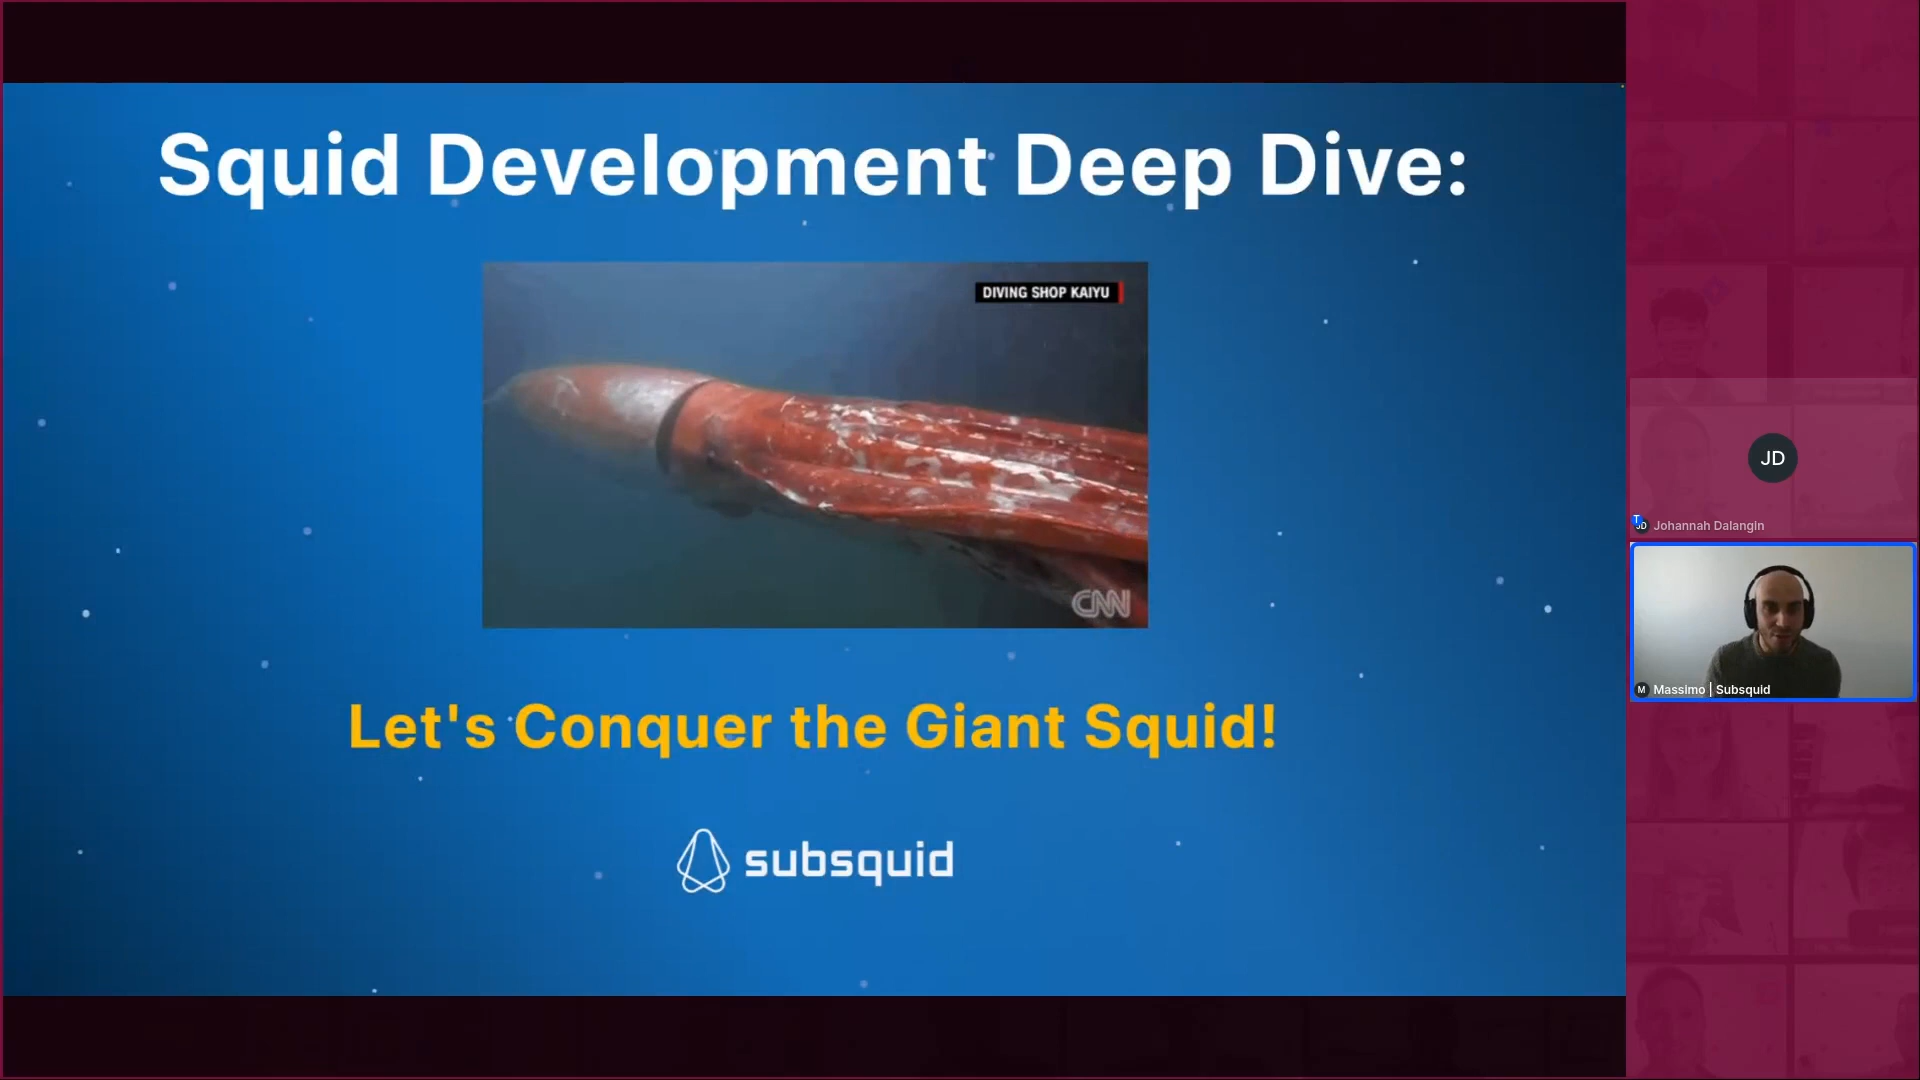 Squid Development Deep Dive:
DIVING SHOP KAIYU
CNN
Let's Conquer the Giant Squid!
subsquid
JD
JD Johannah Dalangin
M Massimo | Subsquid